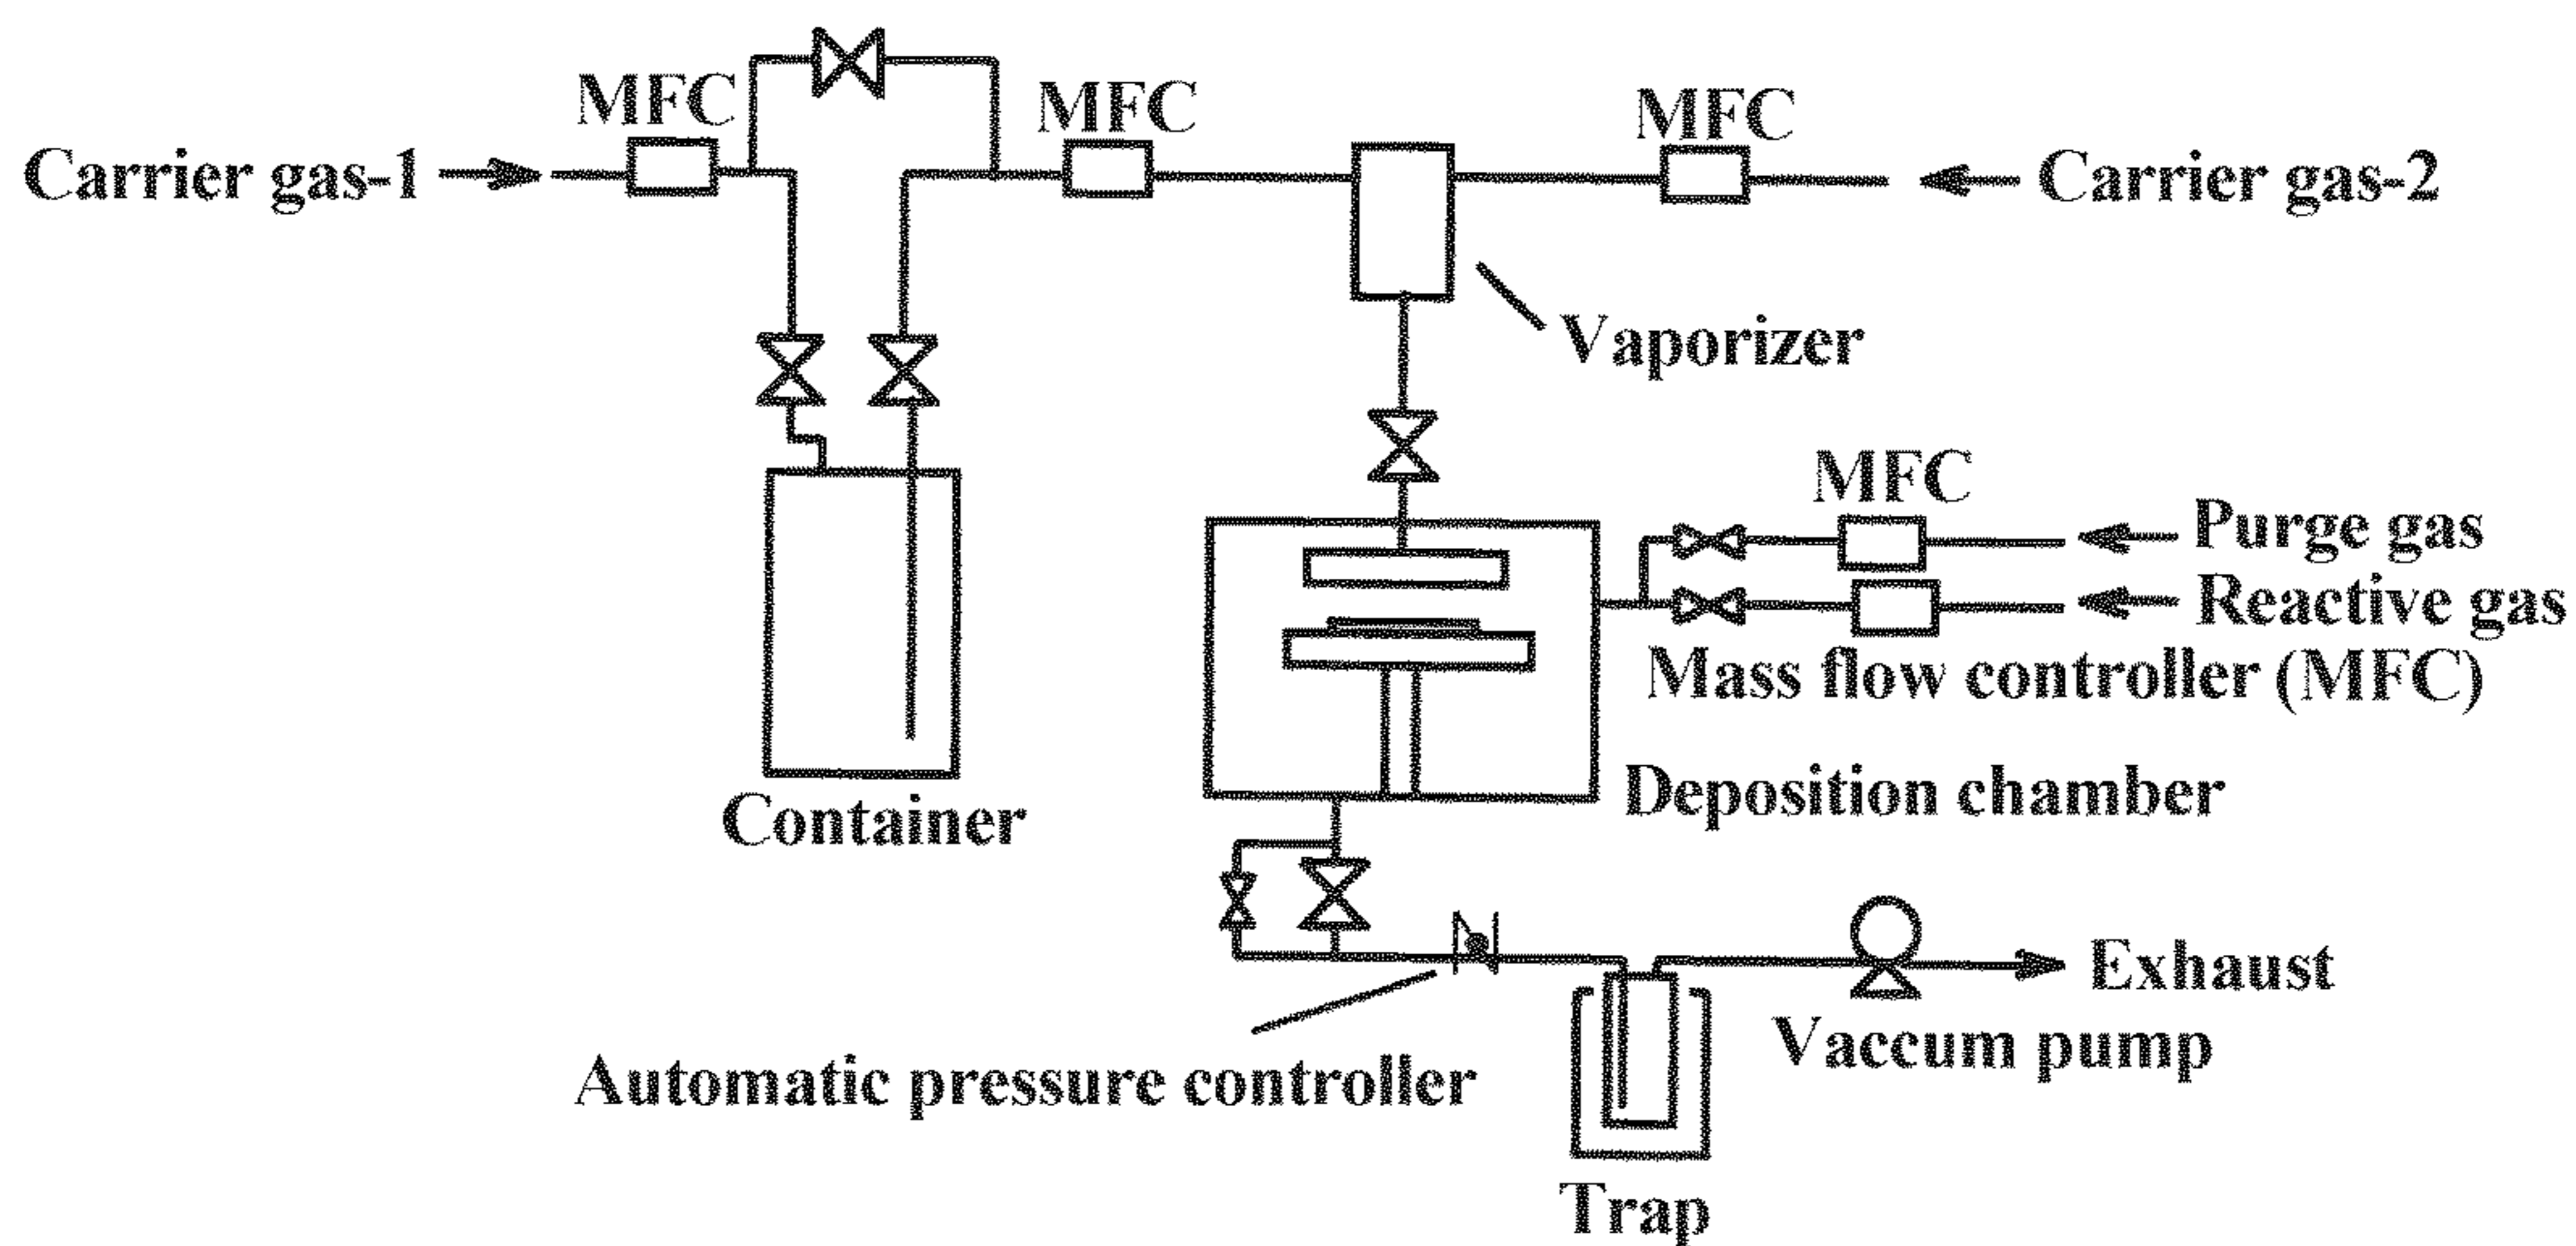 MFC
MFC
MFC
Carrier gas-1
Carrier gas-2
Vaporizer
MFC
Purge gas
Reactive gas
Mass flow controller (MFC)
Deposition chamber
Container
Exhaust
Vaccum pump
Automatic pressure controller
Trap